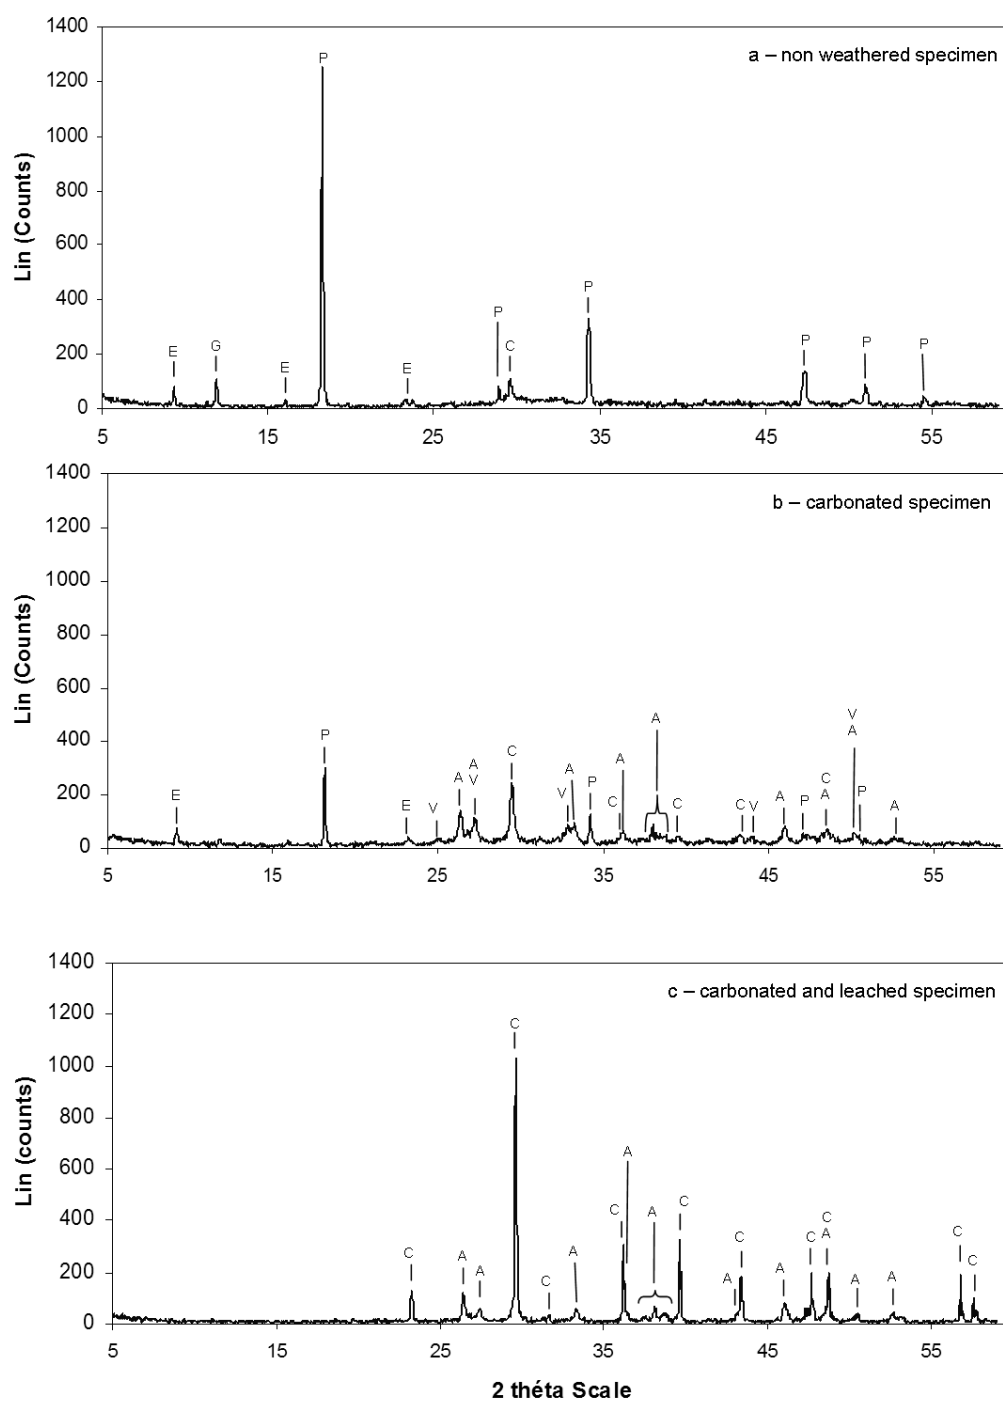 1400
a – non weathered specimen
P
1200
1000
Lin (Counts)
800
600
400
P
P
C
P
P
P
200
E
G
E
E
0
5
15
25
35
45
55
1400
b – carbonated specimen
1200
1000
Lin (Counts)
800
600
V
A
A
400
P
C
A
A
V
A
A
200
E
E
V
V
P
C
C
C
V
A
P
C
A
P
A
0
5
15
25
35
45
55
1400
c – carbonated and leached specimen
1200
C
1000
Lin (counts)
800
600
A
400
C
A
C
C
C
C
A
C
C
200
C
A
A
C
A
A
A
A
A
0
5
15
25
35
45
55
2 théta Scale